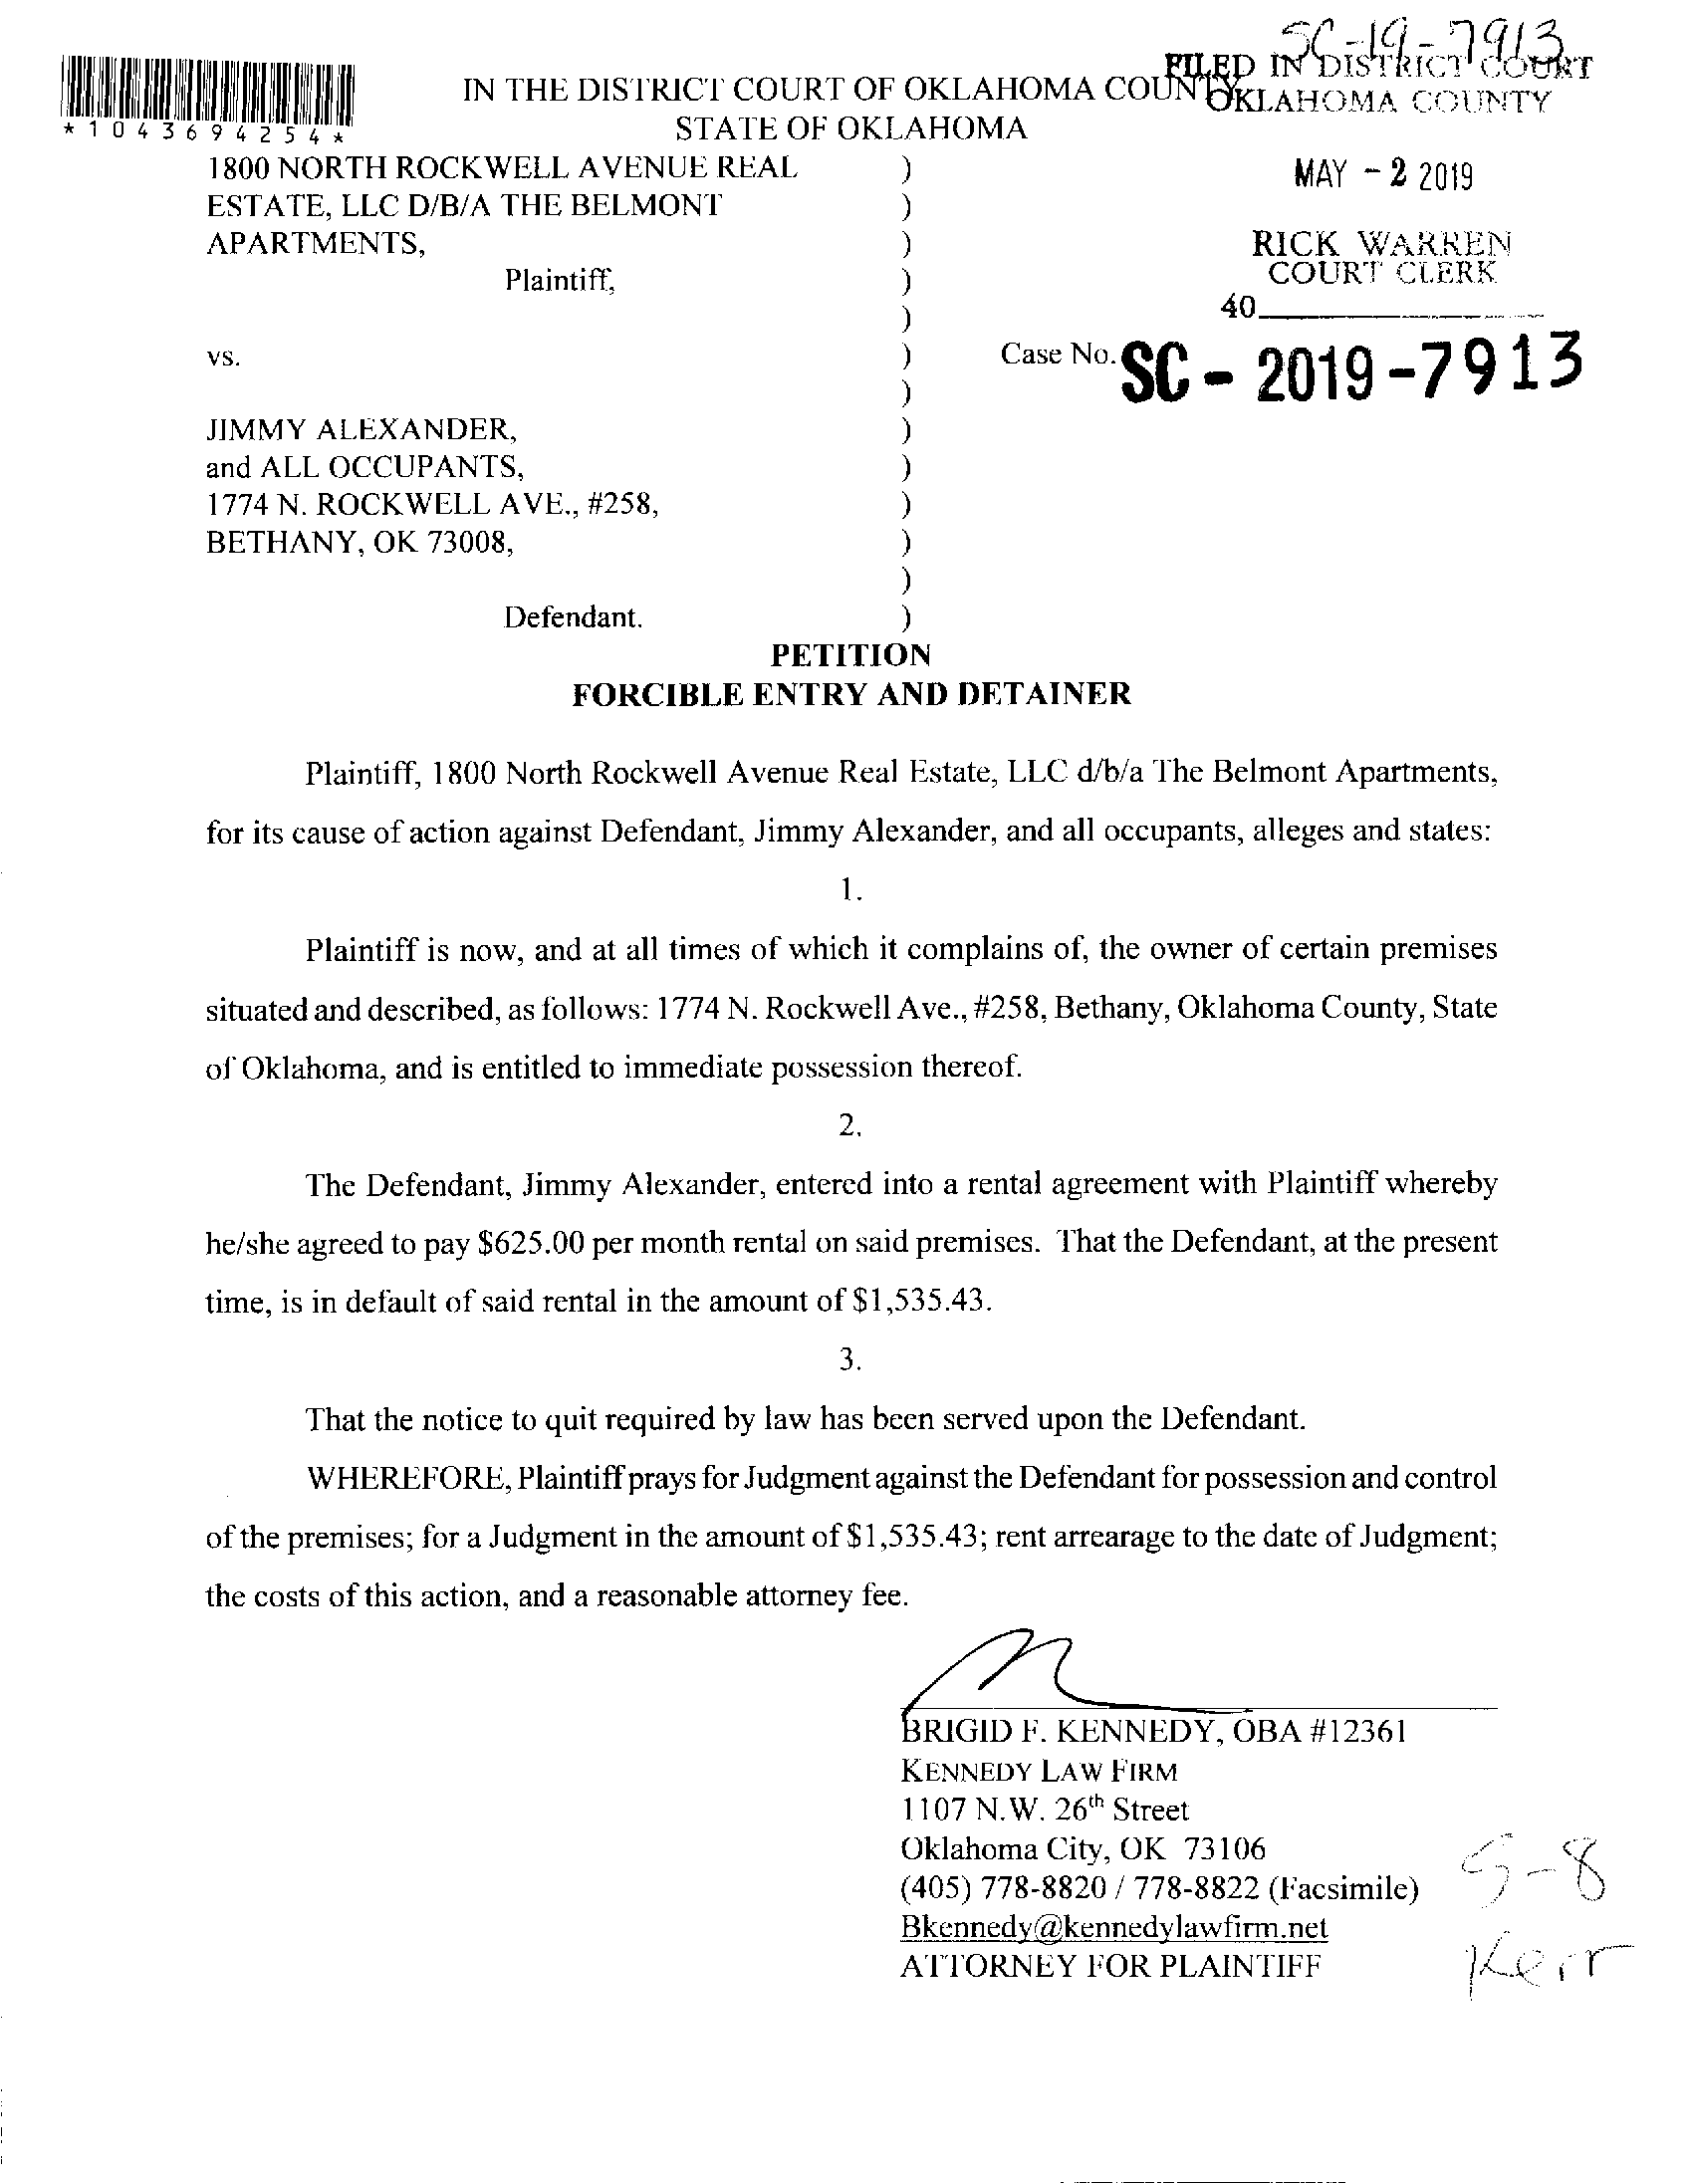 SC-19-7913
FILED IN DISTRICT COURT
OKLAHOMA COUNTY
*1043694254*
IN THE DISTRICT COURT OF OKLAHOMA COUNTY
STATE OF OKLAHOMA
MAY - 2 2019
RICK WARREN
COURT CLERK
40
1800 NORTH ROCKWELL AVENUE REAL )
ESTATE, LLC D/B/A THE BELMONT )
APARTMENTS, )
Plaintiff, )
)
vs. ) Case No. SC - 2019-7913
)
JIMMY ALEXANDER, )
and ALL OCCUPANTS, )
1774 N. ROCKWELL AVE., #258, )
BETHANY, OK 73008, )
)
Defendant. )
PETITION
FORCIBLE ENTRY AND DETAINER
Plaintiff, 1800 North Rockwell Avenue Real Estate, LLC d/b/a The Belmont Apartments,
for its cause of action against Defendant, Jimmy Alexander, and all occupants, alleges and states:
1.
Plaintiff is now, and at all times of which it complains of, the owner of certain premises
situated and described, as follows: 1774 N. Rockwell Ave., #258, Bethany, Oklahoma County, State
of Oklahoma, and is entitled to immediate possession thereof.
2.
The Defendant, Jimmy Alexander, entered into a rental agreement with Plaintiff whereby
he/she agreed to pay $625.00 per month rental on said premises. That the Defendant, at the present
time, is in default of said rental in the amount of $1,535.43.
3.
That the notice to quit required by law has been served upon the Defendant.
WHEREFORE, Plaintiff prays for Judgment against the Defendant for possession and control
of the premises; for a Judgment in the amount of $1,535.43; rent arrearage to the date of Judgment;
the costs of this action, and a reasonable attorney fee.
BRIGID F. KENNEDY, OBA #12361
KENNEDY LAW FIRM
1107 N.W. 26th Street
Oklahoma City, OK 73106
(405) 778-8820 / 778-8822 (Facsimile)
Bkennedy@kennedylawfirm.net
ATTORNEY FOR PLAINTIFF
5-8
Kerr